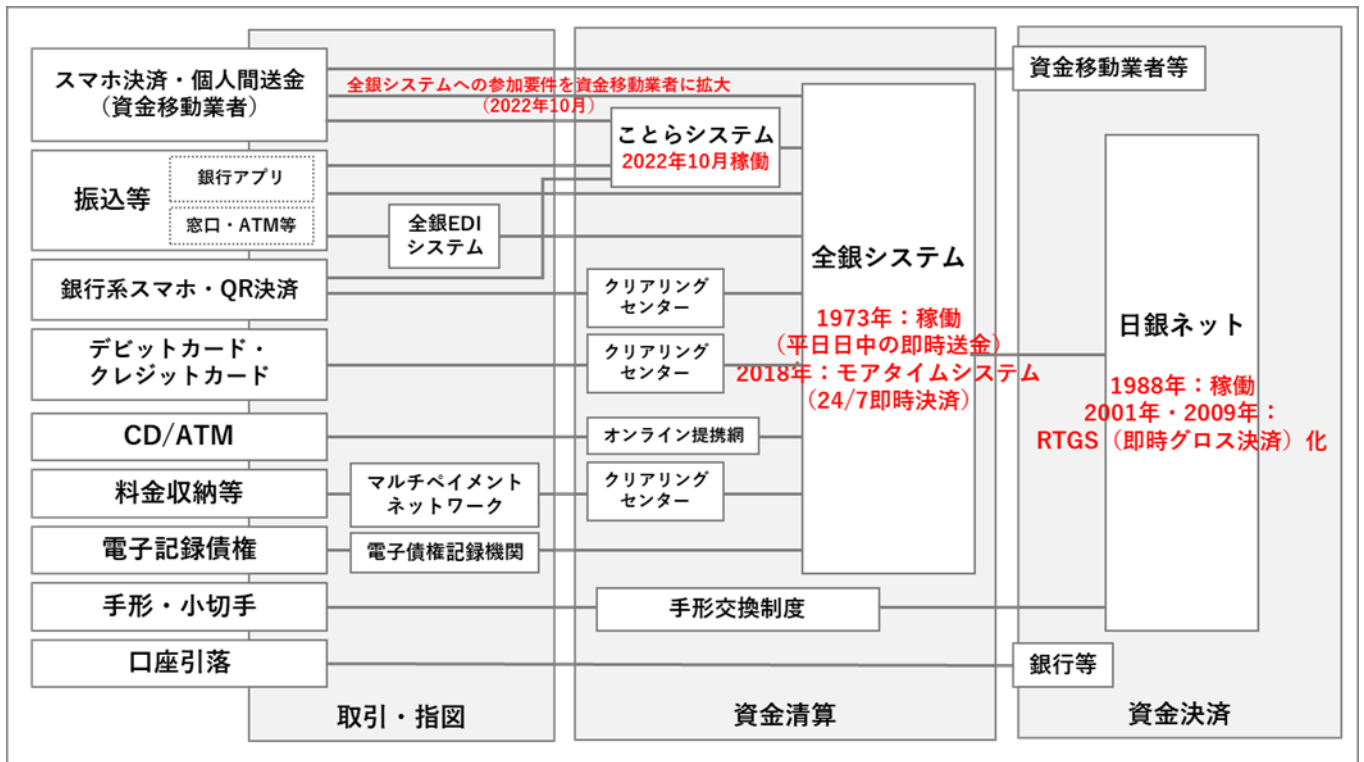 スマホ決済・個人間送金
（資金移動業者）
全銀システムへの参加要件を資金移動業者に拡大
（2022年10月）
資金移動業者等
ことらシステム
2022年10月稼働
振込等
銀行アプリ
窓口・ATM等
全銀EDI
システム
銀行系スマホ・QR決済
クリアリング
センター
デビットカード・
クレジットカード
クリアリング
センター
全銀システム
1973年：稼働
（平日日中の即時送金）
2018年：モアタイムシステム
（24/7即時決済）
日銀ネット
1988年：稼働
2001年・2009年：
RTGS（即時グロス決済）化
CD/ATM
オンライン提携網
料金収納等
マルチペイメント
ネットワーク
クリアリング
センター
電子記録債権
電子債権記録機関
手形・小切手
手形交換制度
口座引落
銀行等
取引・指図
資金清算
資金決済